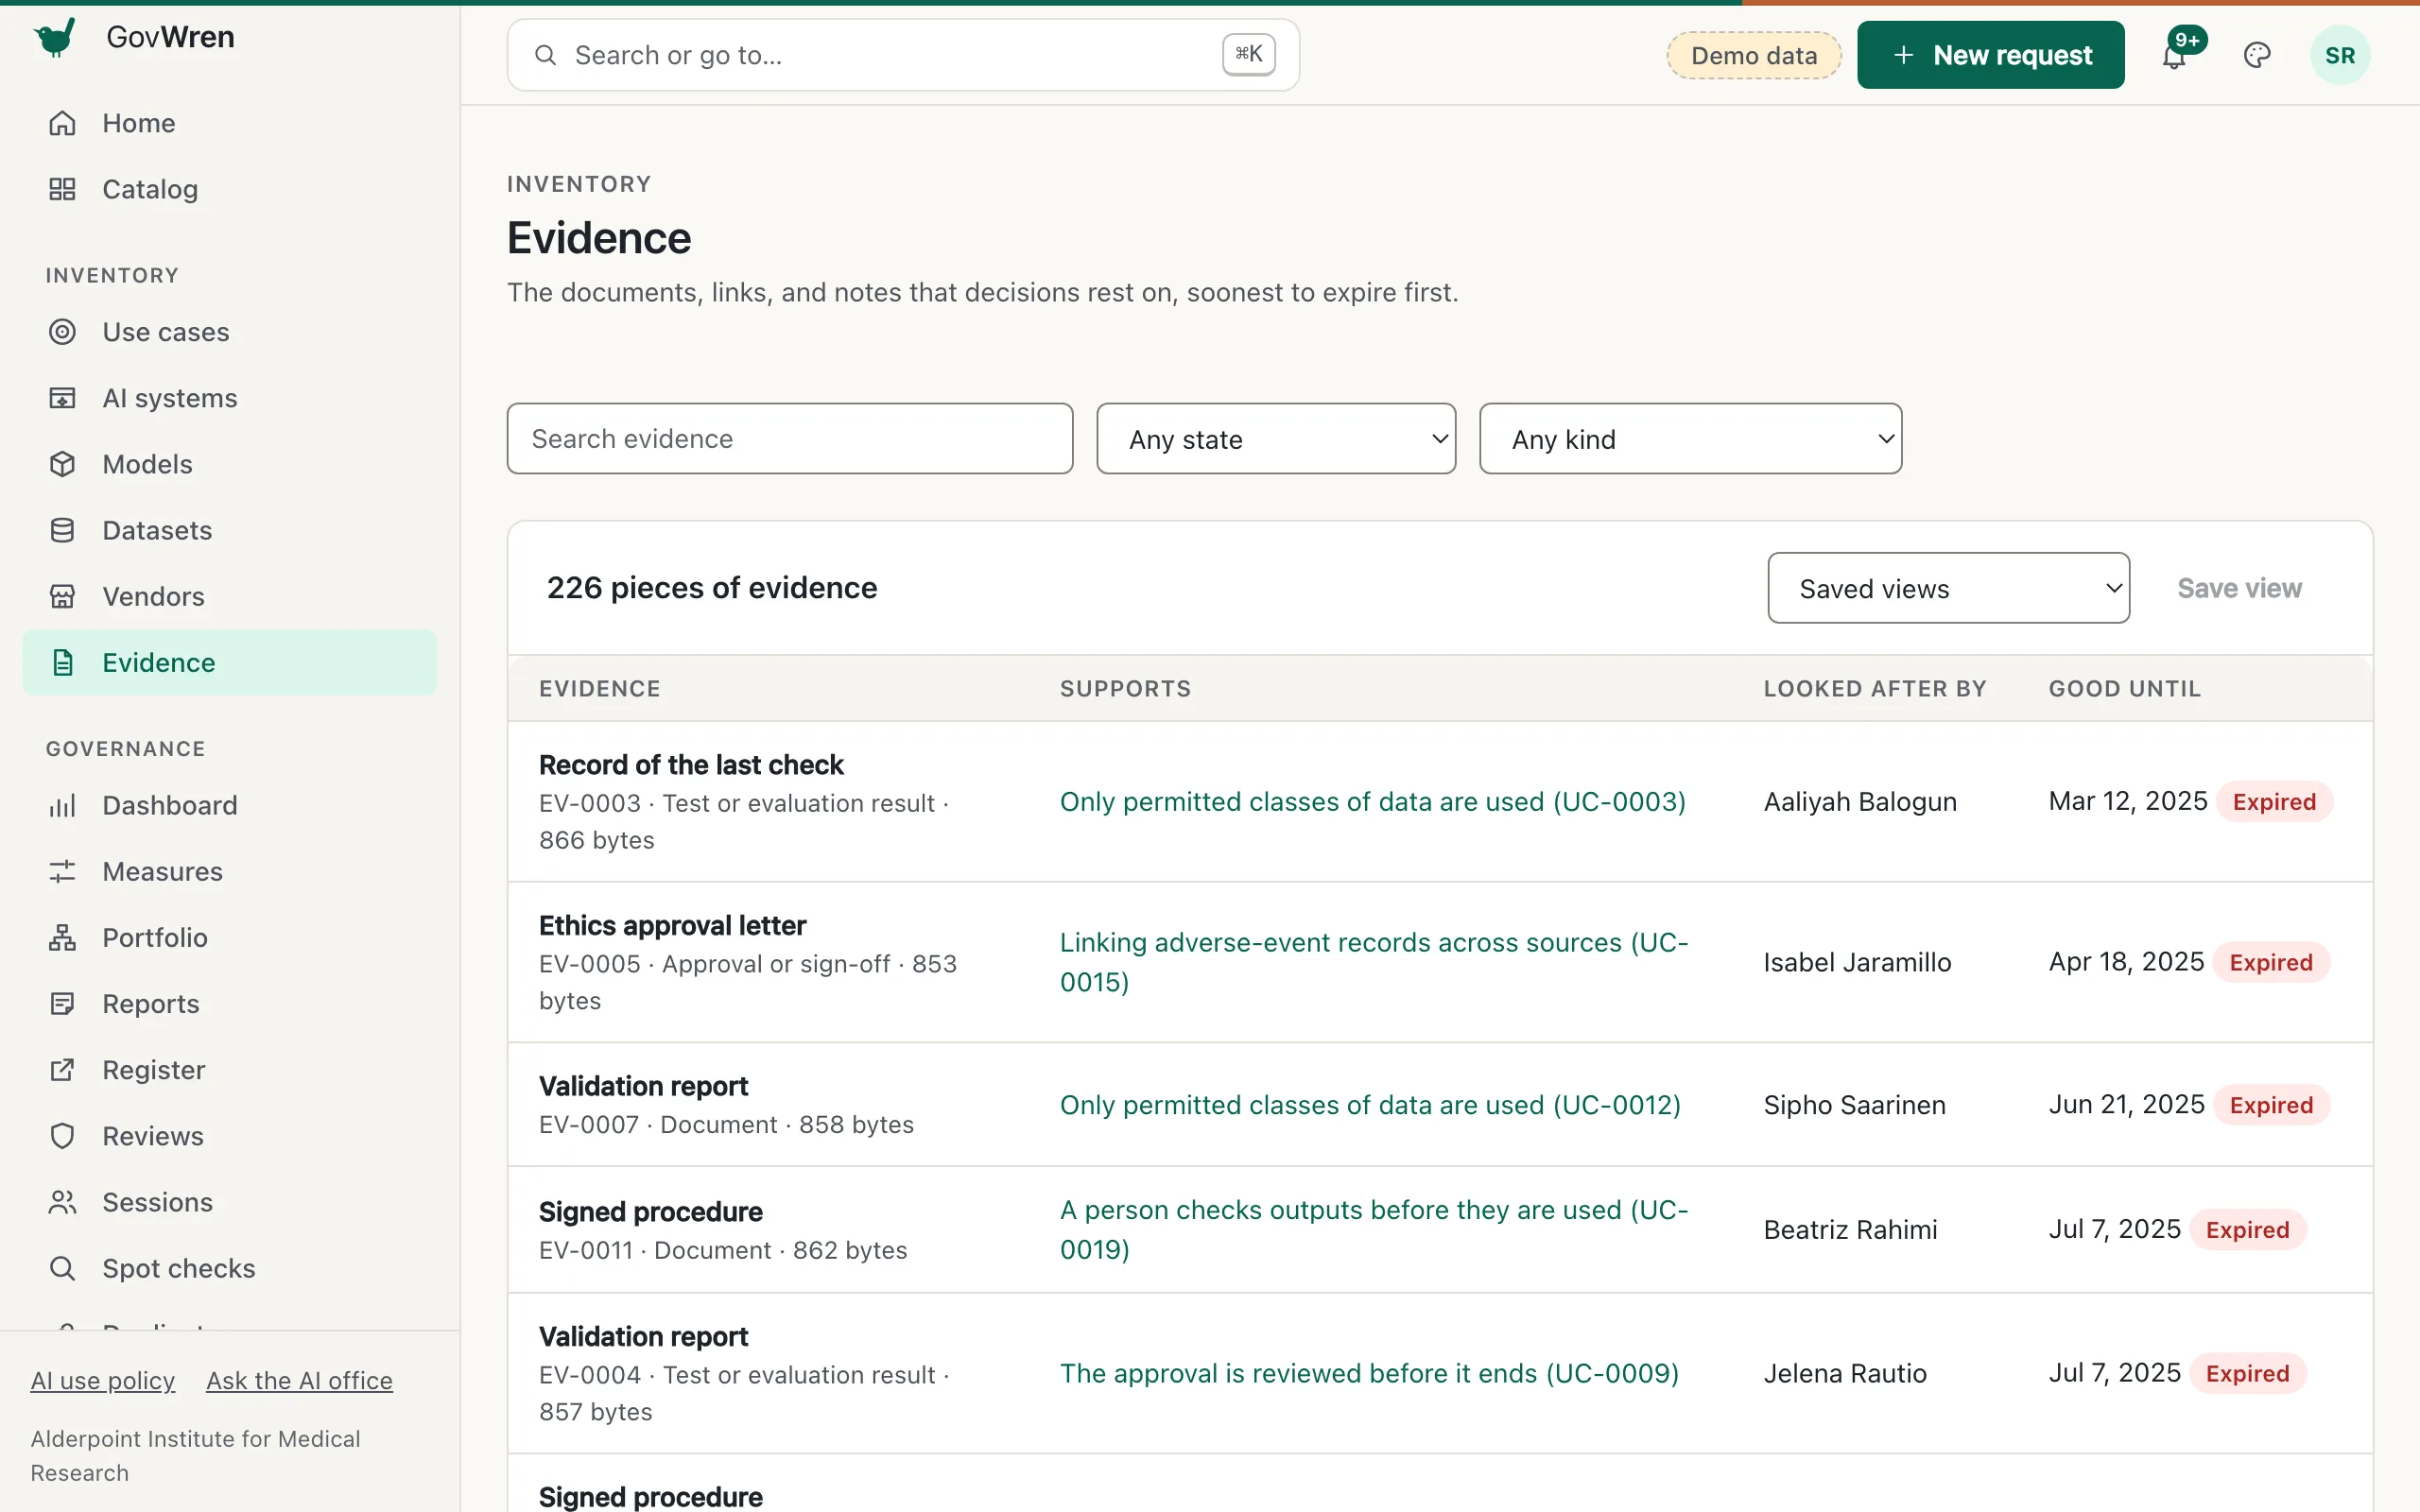 GovWren
Search or go to...
⌘K
Demo data
+ New request
9+
SR
Home
Catalog
INVENTORY
Use cases
AI systems
Models
Datasets
Vendors
Evidence
GOVERNANCE
Dashboard
Measures
Portfolio
Reports
Register
Reviews
Sessions
Spot checks
AI use policy
Ask the AI office
Alderpoint Institute for Medical
Research
INVENTORY
Evidence
The documents, links, and notes that decisions rest on, soonest to expire first.
Search evidence
Any state
Any kind
226 pieces of evidence
Saved views
Save view
EVIDENCE
SUPPORTS
LOOKED AFTER BY
GOOD UNTIL
Record of the last check
EV-0003 · Test or evaluation result ·
866 bytes
Only permitted classes of data are used (UC-0003)
Aaliyah Balogun
Mar 12, 2025 Expired
Ethics approval letter
EV-0005 · Approval or sign-off · 853
bytes
Linking adverse-event records across sources (UC-
0015)
Isabel Jaramillo
Apr 18, 2025 Expired
Validation report
EV-0007 · Document · 858 bytes
Only permitted classes of data are used (UC-0012)
Sipho Saarinen
Jun 21, 2025 Expired
Signed procedure
EV-0011 · Document · 862 bytes
A person checks outputs before they are used (UC-
0019)
Beatriz Rahimi
Jul 7, 2025 Expired
Validation report
EV-0004 · Test or evaluation result ·
857 bytes
The approval is reviewed before it ends (UC-0009)
Jelena Rautio
Jul 7, 2025 Expired
Signed procedure